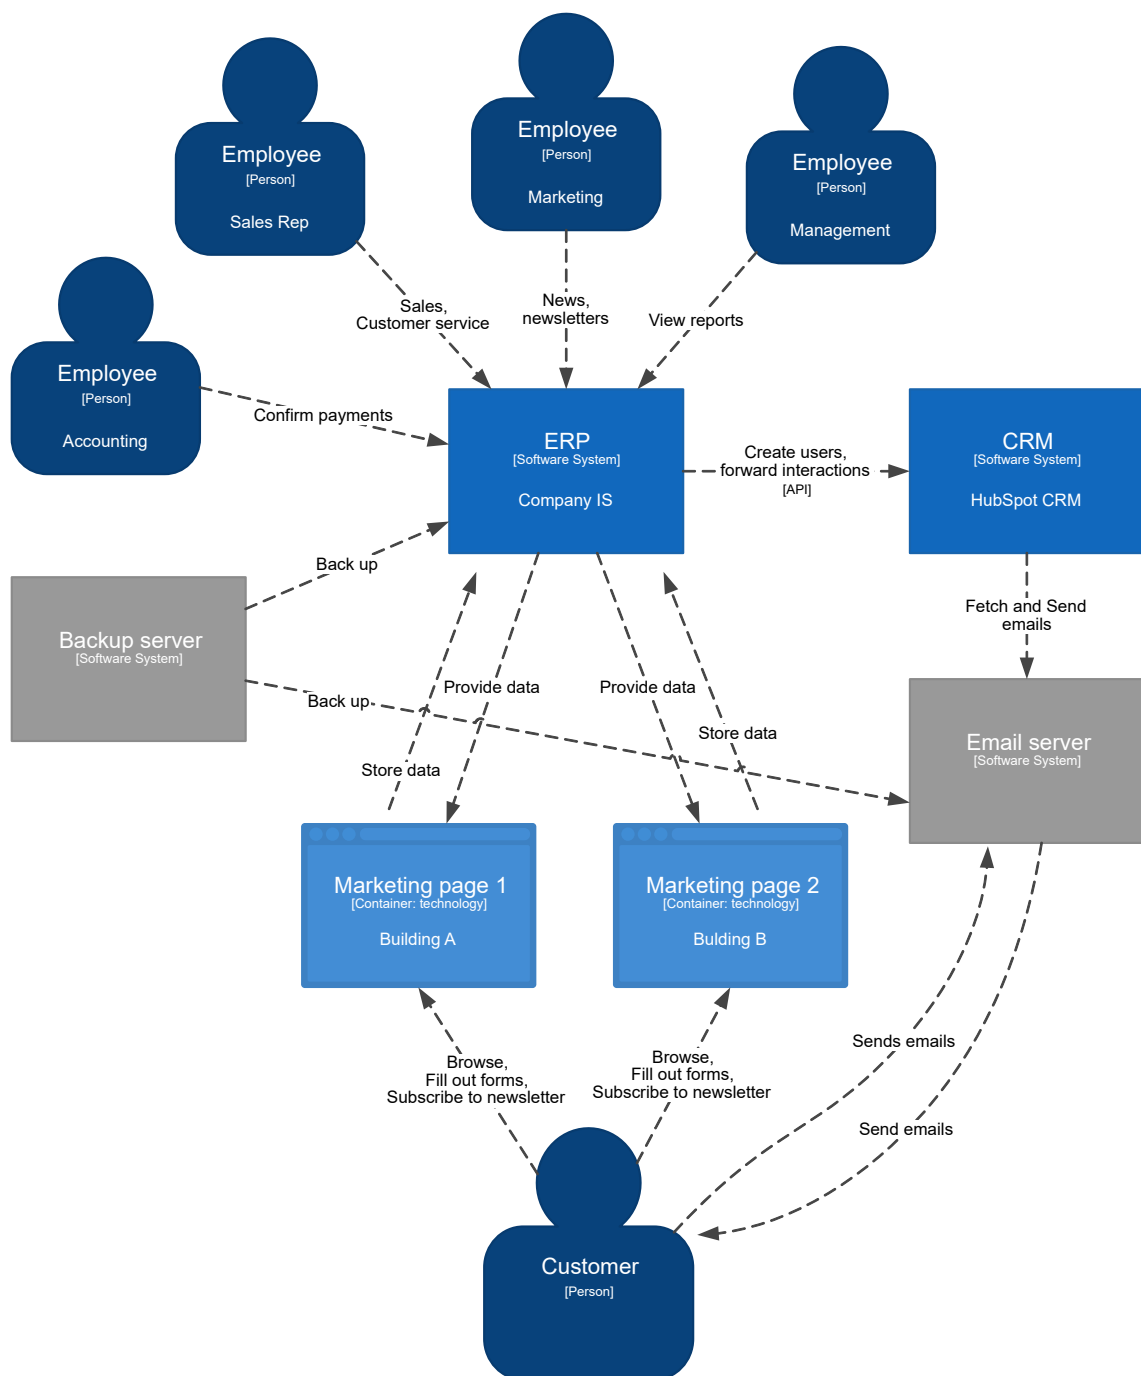 Employee
[Person]
Marketing
Employee
[Person]
Sales Rep
Employee
[Person]
Management
Sales,
Customer service
News,
newsletters
View reports
Employee
[Person]
Accounting
Confirm payments
ERP
[Software System]
Company IS
Create users,
forward interactions
[API]
CRM
[Software System]
HubSpot CRM
Back up
Fetch and Send
emails
Backup server
[Software System]
Back up
Provide data
Provide data
Store data
Store data
Email server
[Software System]
Marketing page 1
[Container: technology]
Building A
Marketing page 2
[Container: technology]
Bulding B
Browse,
Fill out forms,
Subscribe to newsletter
Browse,
Fill out forms,
Subscribe to newsletter
Sends emails
Send emails
Customer
[Person]